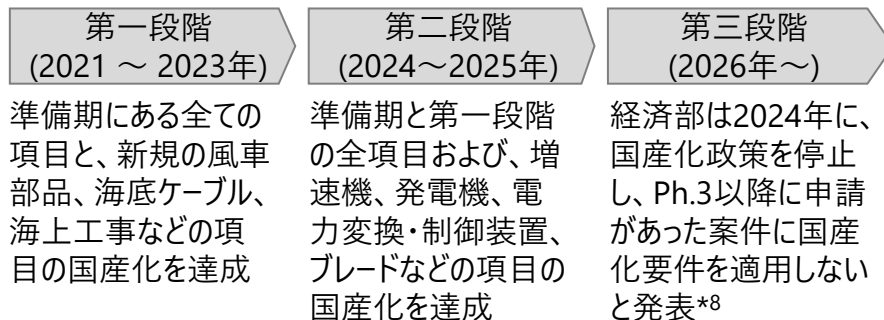 第一段階
(2021 ～ 2023年)
準備期にある全ての
項目と、新規の風車
部品、海底ケーブル、
海上工事などの項
目の国産化を達成
第二段階
(2024～2025年)
準備期と第一段階
の全項目および、増
速機、発電機、電
力変換・制御装置、
ブレードなどの項目の
国産化を達成
第三段階
(2026年～)
経済部は2024年に、
国産化政策を停止
し、Ph.3以降に申請
があった案件に国産
化要件を適用しない
と発表*8